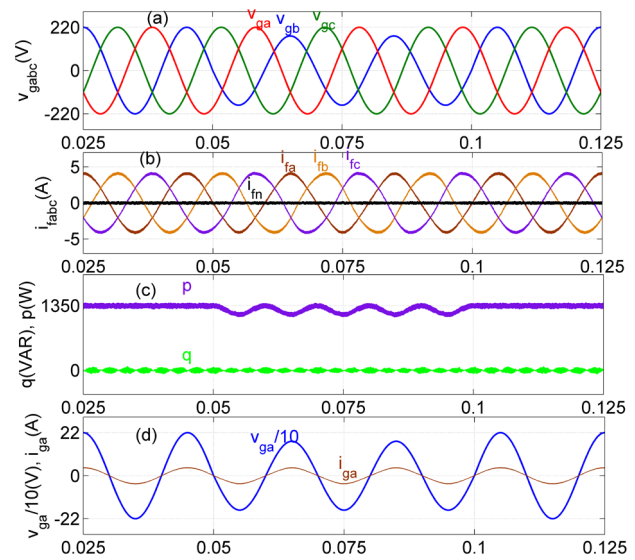 (a) v_ga v_gb v_gc
v_gabc(V)
220
0
-220
0.025 0.05 0.075 0.1 0.125
(b) i_fa i_fb i_fc
i_fn
i_fabc(A)
5
0
-5
0.025 0.05 0.075 0.1 0.125
(c) p
q
q(VAR), p(W)
1350
0
0.025 0.05 0.075 0.1 0.125
(d) v_ga/10
i_ga
v_ga/10(V), i_ga(A)
22
0
-22
0.025 0.05 0.075 0.1 0.125